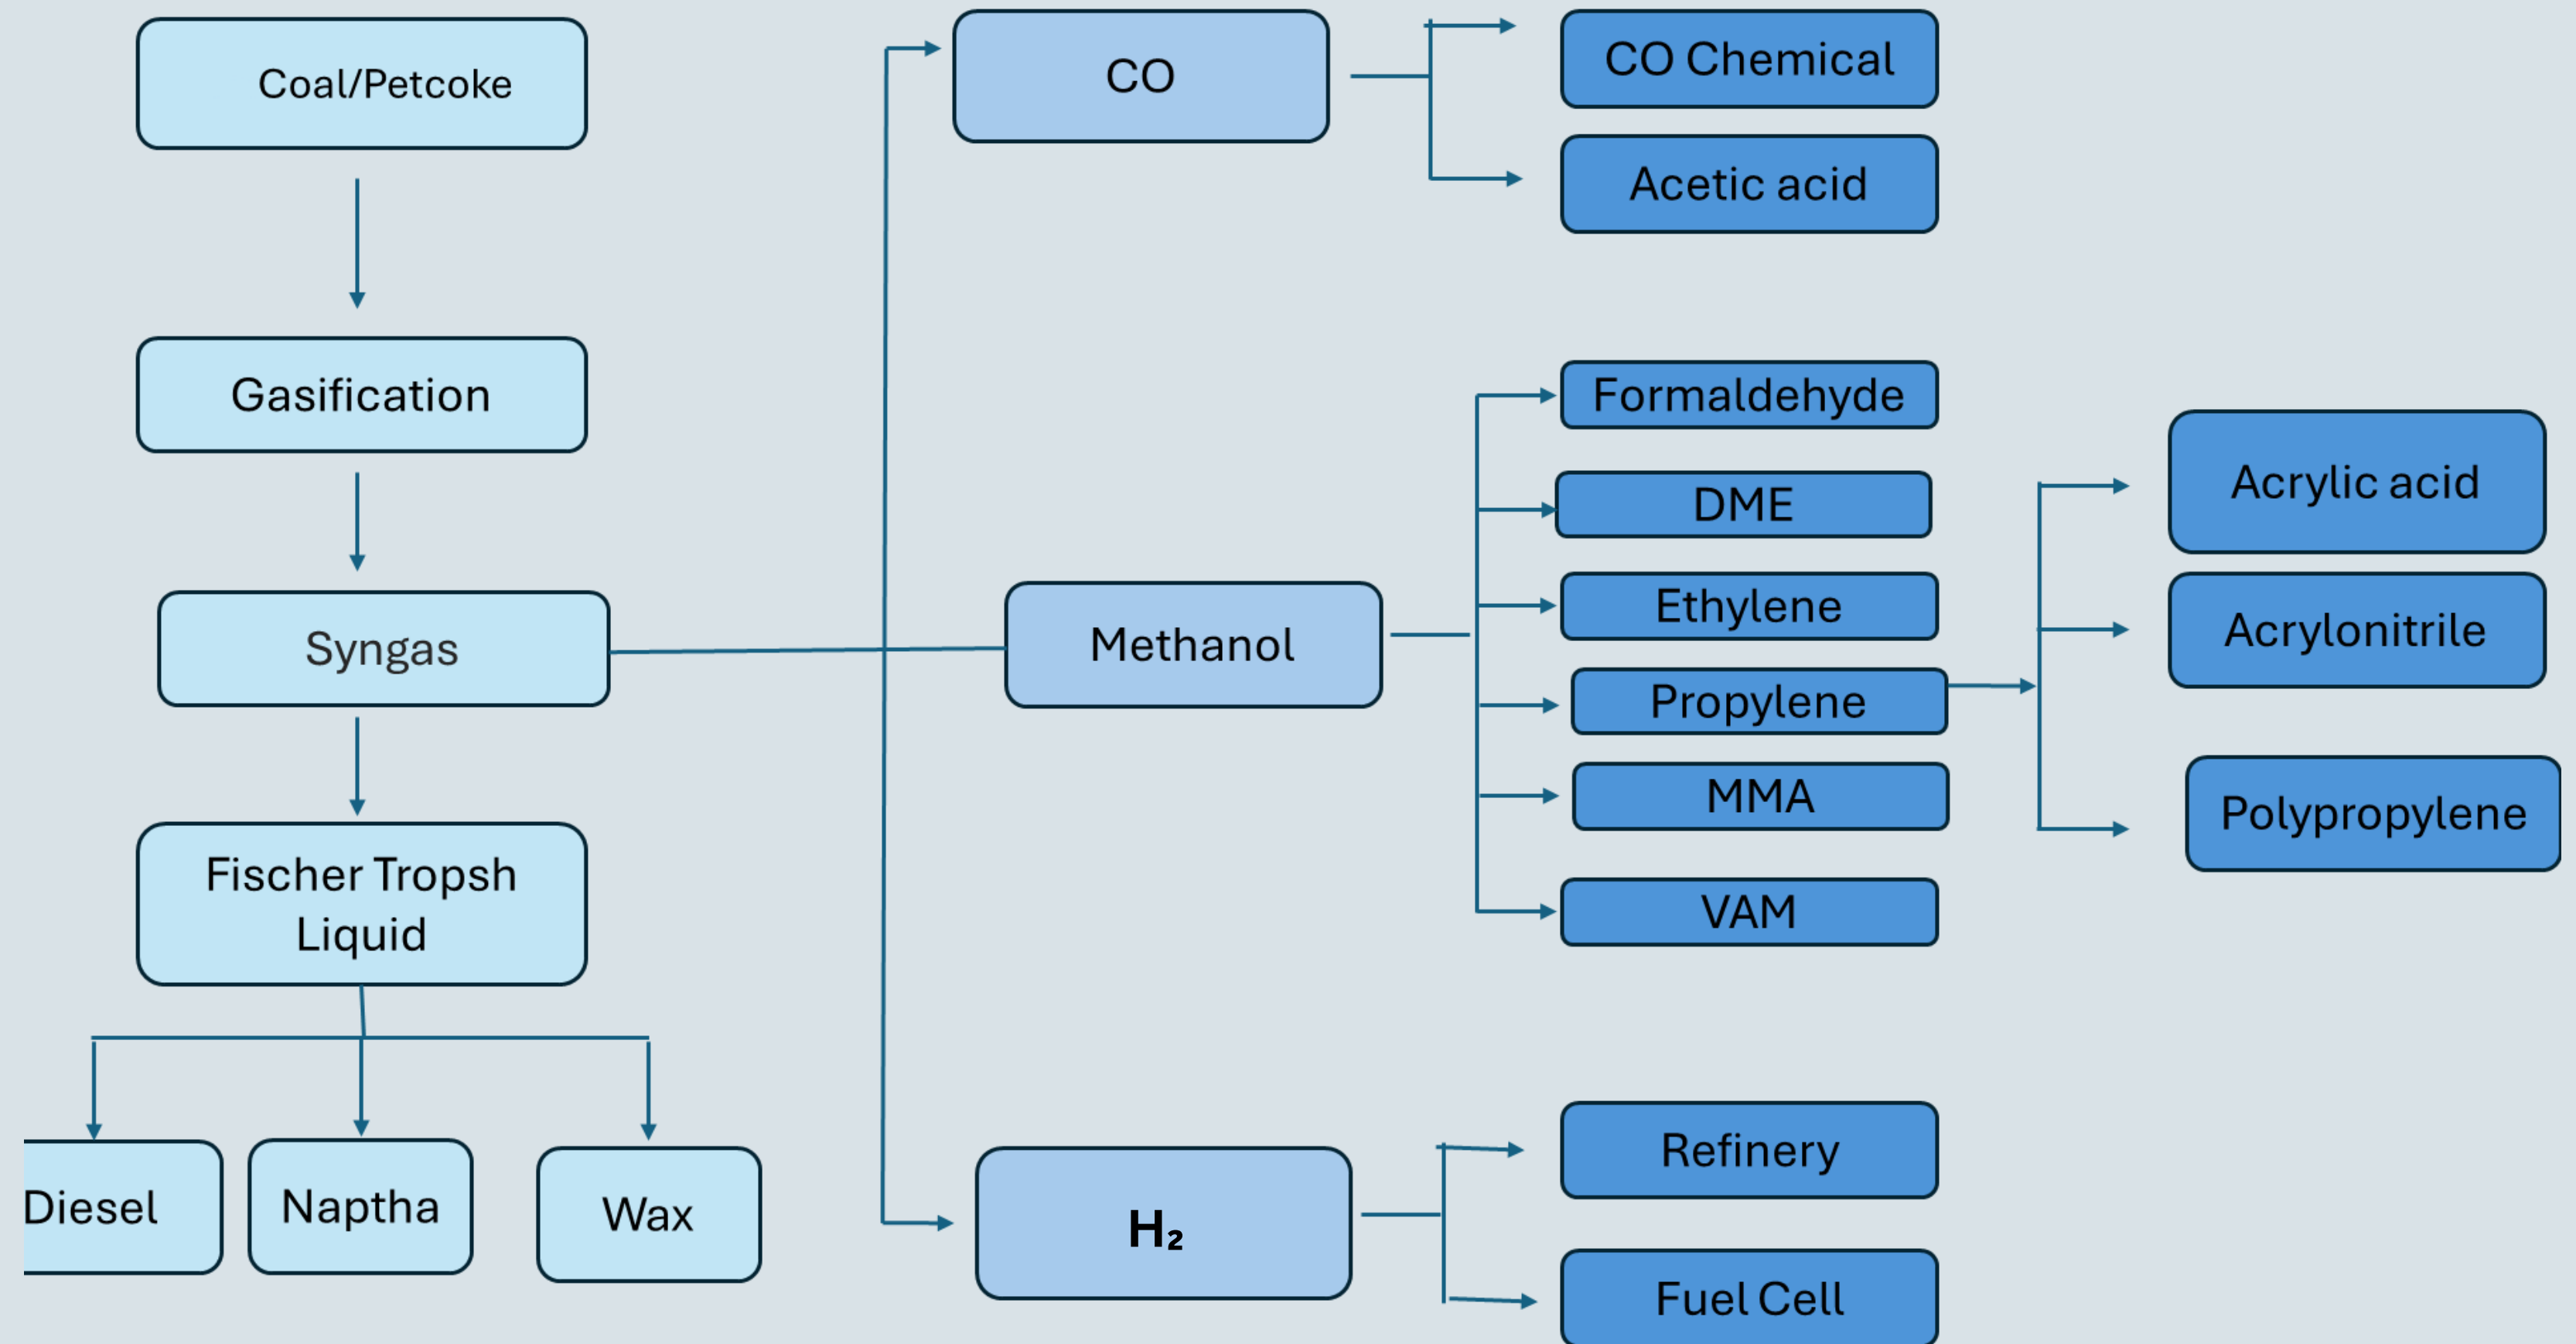 Coal/Petcoke
Gasification
Syngas
Fischer Tropsh
Liquid
Diesel
Naptha
Wax
CO
CO Chemical
Acetic acid
Methanol
Formaldehyde
DME
Ethylene
Propylene
MMA
VAM
Acrylic acid
Acrylonitrile
Polypropylene
H₂
Refinery
Fuel Cell